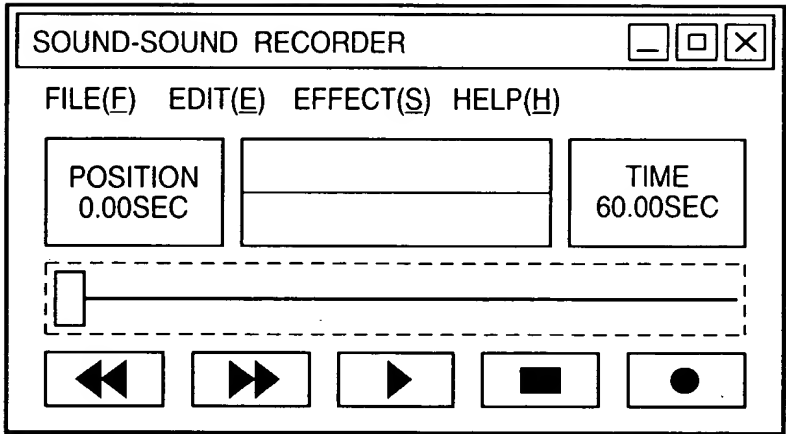 SOUND-SOUND RECORDER
FILE(F) EDIT(E) EFFECT(S) HELP(H)
POSITION
0.00SEC
TIME
60.00SEC